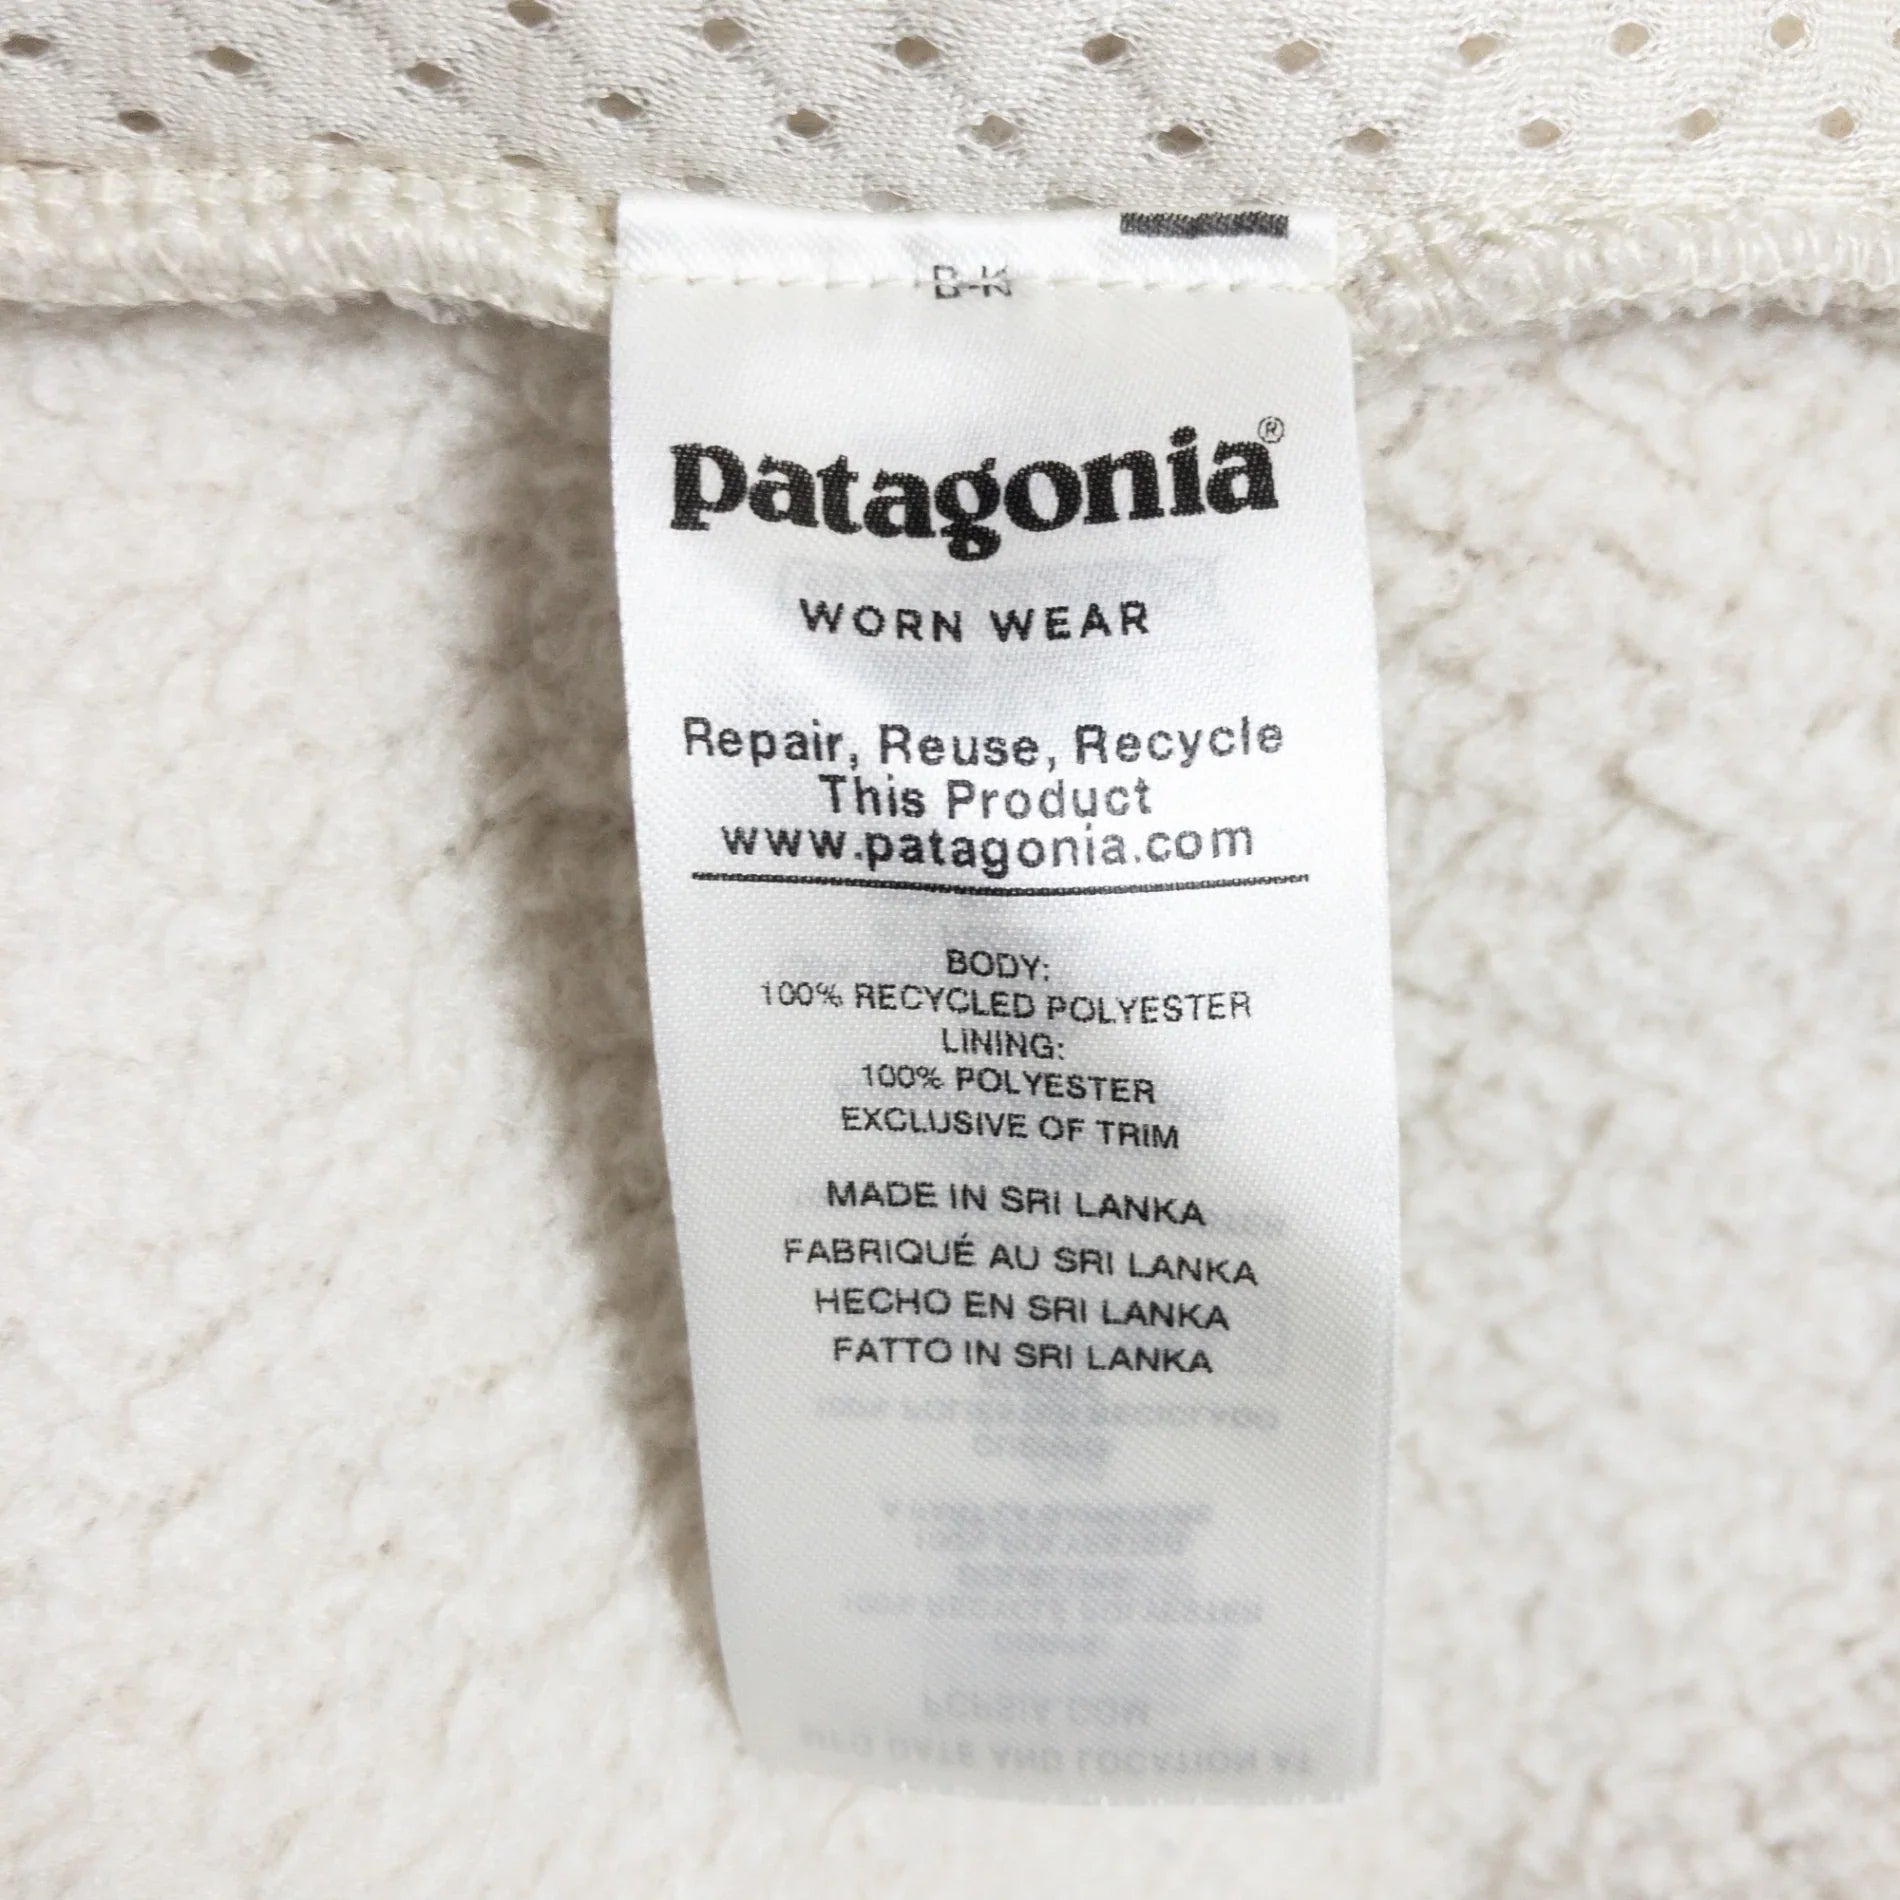 B-K
patagonia®
WORN WEAR
Repair, Reuse, Recycle
This Product
www.patagonia.com
BODY:
100% RECYCLED POLYESTER
LINING:
100% POLYESTER
EXCLUSIVE OF TRIM
MADE IN SRI LANKA
FABRIQUÉ AU SRI LANKA
HECHO EN SRI LANKA
FATTO IN SRI LANKA